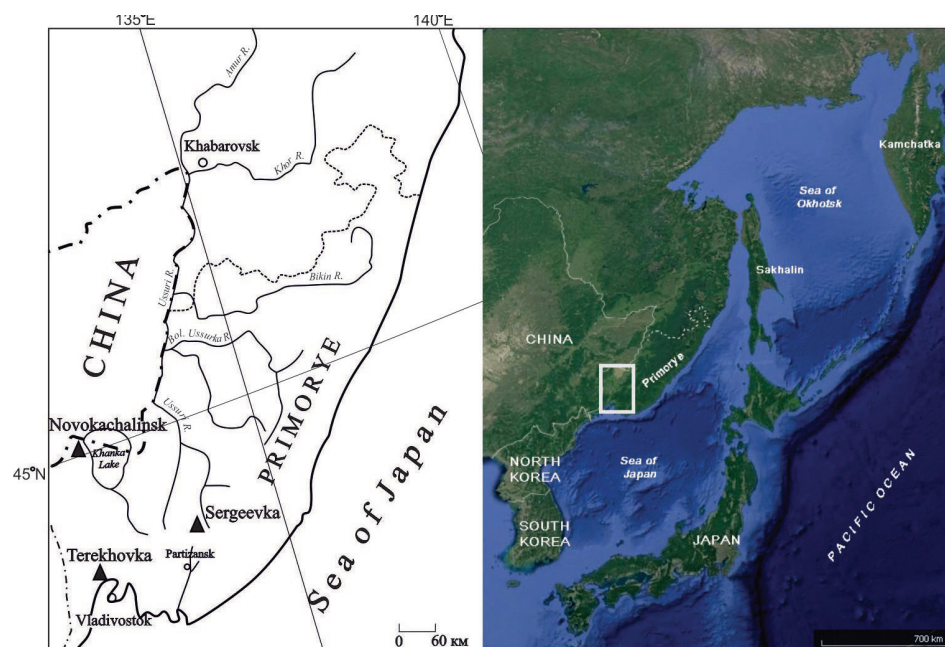 135°E
140°E
Amur R.
Khabarovsk
Khor R.
CHINA
Ussuri R.
Bikin R.
Bol. Ussurka R
Ussuri R.
PRIMORYE
Novokachalinsk
Khanka
Lake
45°N
Sea of Japan
Sergeevka
Terekhovka
Partizansk
Vladivostok
0 60 км
Kamchatka
Sea of
Okhotsk
Sakhalin
CHINA
Primorye
NORTH
KOREA
Sea of
Japan
SOUTH
KOREA
JAPAN
PACIFIC OCEAN
700 km